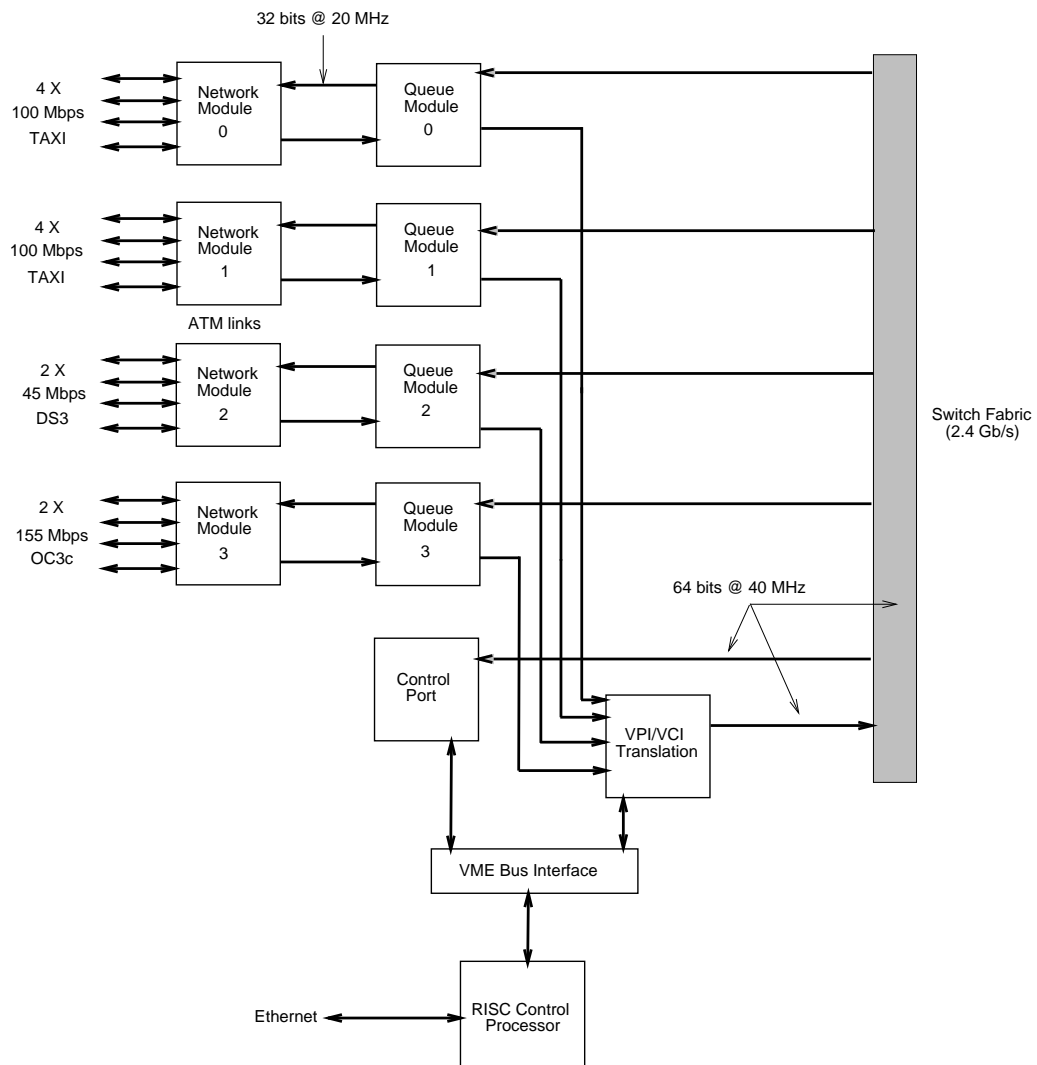 32 bits @ 20 MHz
4 X
100 Mbps
TAXI
Network
Module
0
Queue
Module
0
4 X
100 Mbps
TAXI
Network
Module
1
Queue
Module
1
ATM links
2 X
45 Mbps
DS3
Network
Module
2
Queue
Module
2
Switch Fabric
(2.4 Gb/s)
2 X
155 Mbps
OC3c
Network
Module
3
Queue
Module
3
64 bits @ 40 MHz
Control
Port
VPI/VCI
Translation
VME Bus Interface
Ethernet
RISC Control
Processor